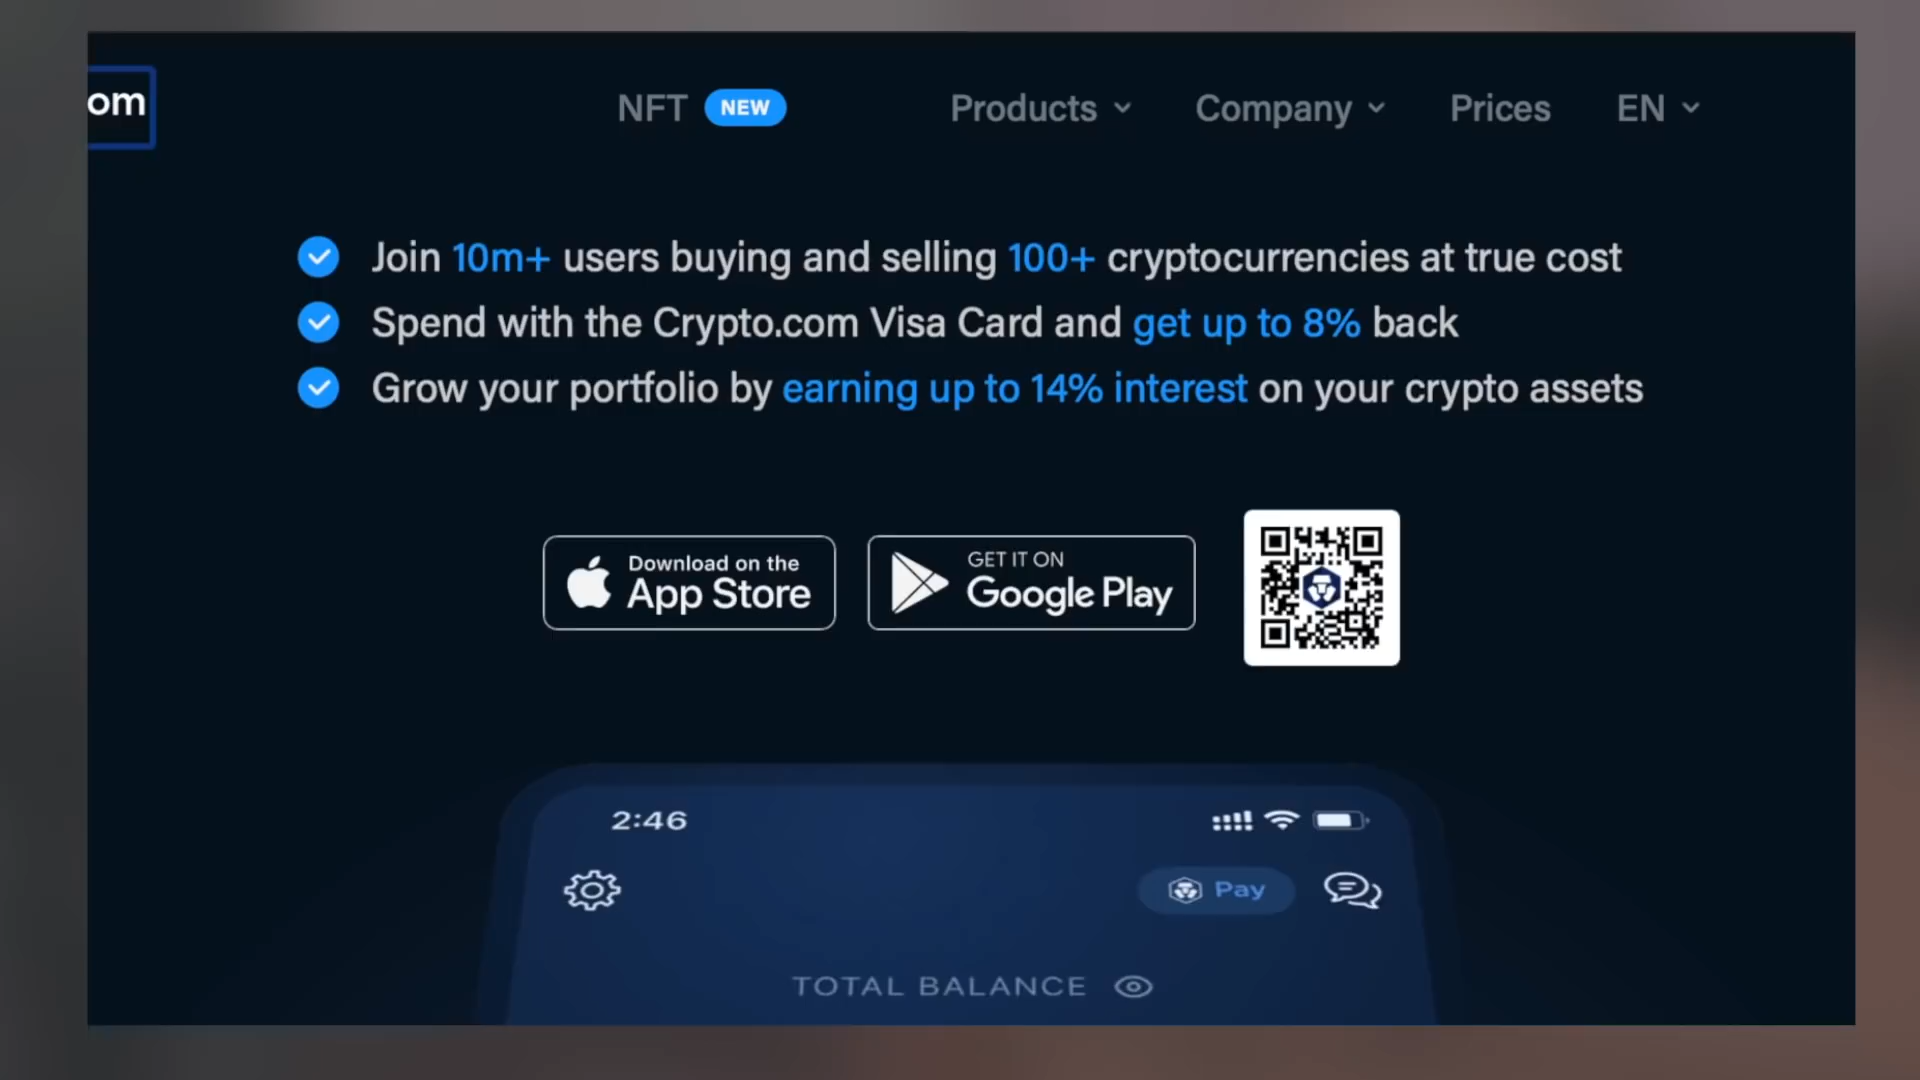 om
NFT NEW Products Company Prices EN
Join 10m+ users buying and selling 100+ cryptocurrencies at true cost
Spend with the Crypto.com Visa Card and get up to 8% back
Grow your portfolio by earning up to 14% interest on your crypto assets
Download on the
App Store
GET IT ON
Google Play
2:46
Pay
TOTAL BALANCE